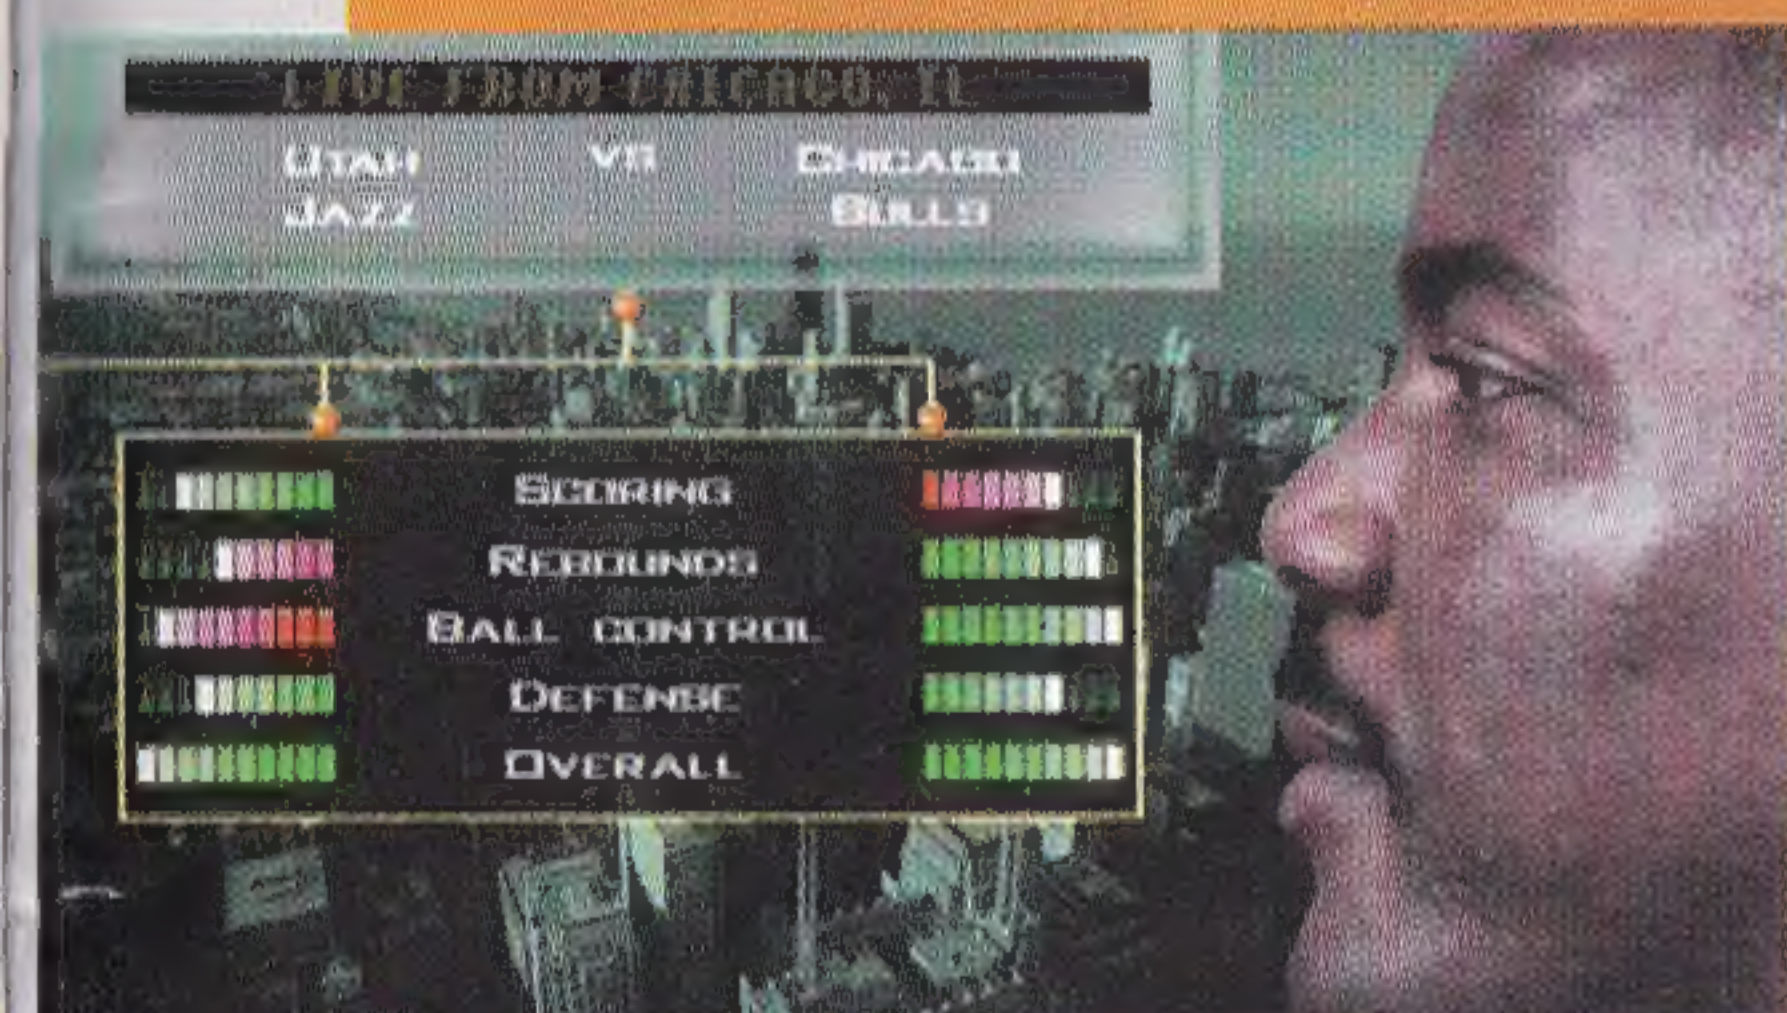 LIVE FROM CHICAGO, IL
UTAH VS CHICAGO
JAZZ BULLS
SCORING
REBOUNDS
BALL CONTROL
DEFENSE
OVERALL